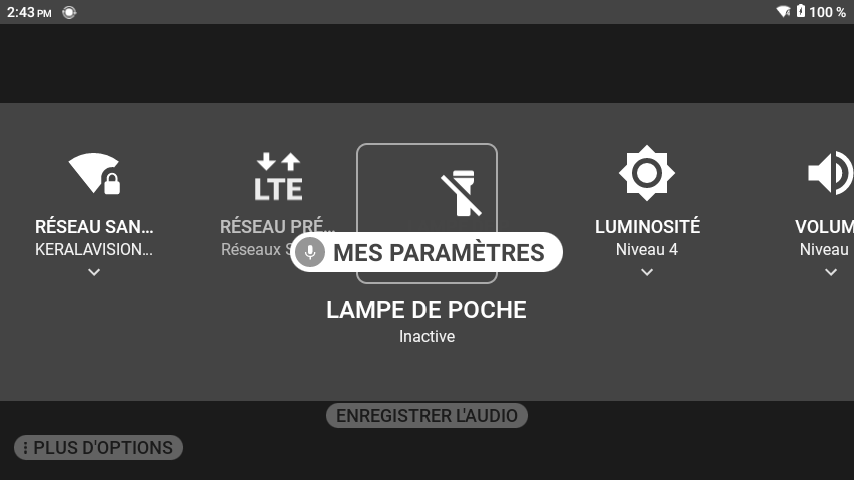 2:43 PM
100 %
LTE
RÉSEAU SAN...
KERALAVISION...
RÉSEAU PRÉ...
Réseaux S
LUMINOSITÉ
Niveau 4
VOLUM
Niveau
MES PARAMÈTRES
LAMPE DE POCHE
Inactive
ENREGISTRER L'AUDIO
PLUS D'OPTIONS